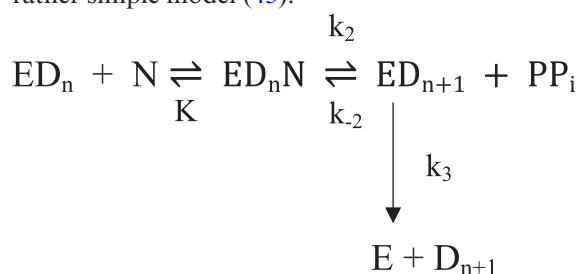 rather simple model (45).
k₂
EDₙ + N ⇌ EDₙN ⇌ EDₙ₊₁ + PPᵢ
K k₋₂
k₃
E + Dₙ₊₁